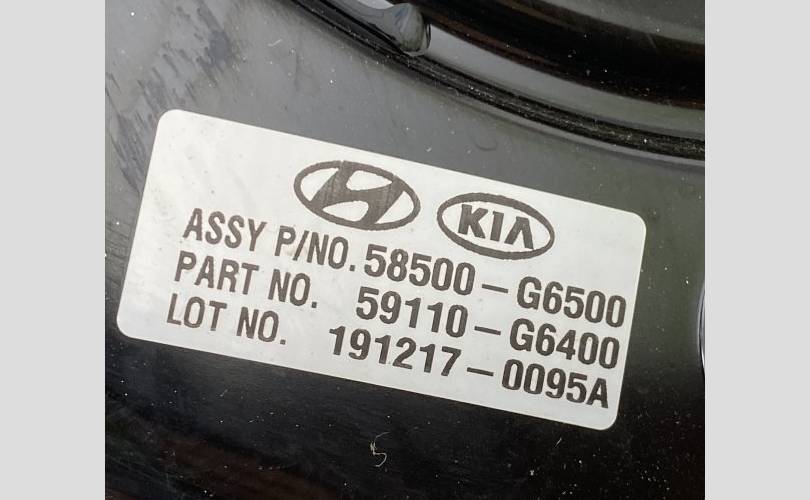 KIA
ASSY P/NO. 58500-G6500
PART NO. 59110-G6400
LOT NO. 191217-0095A